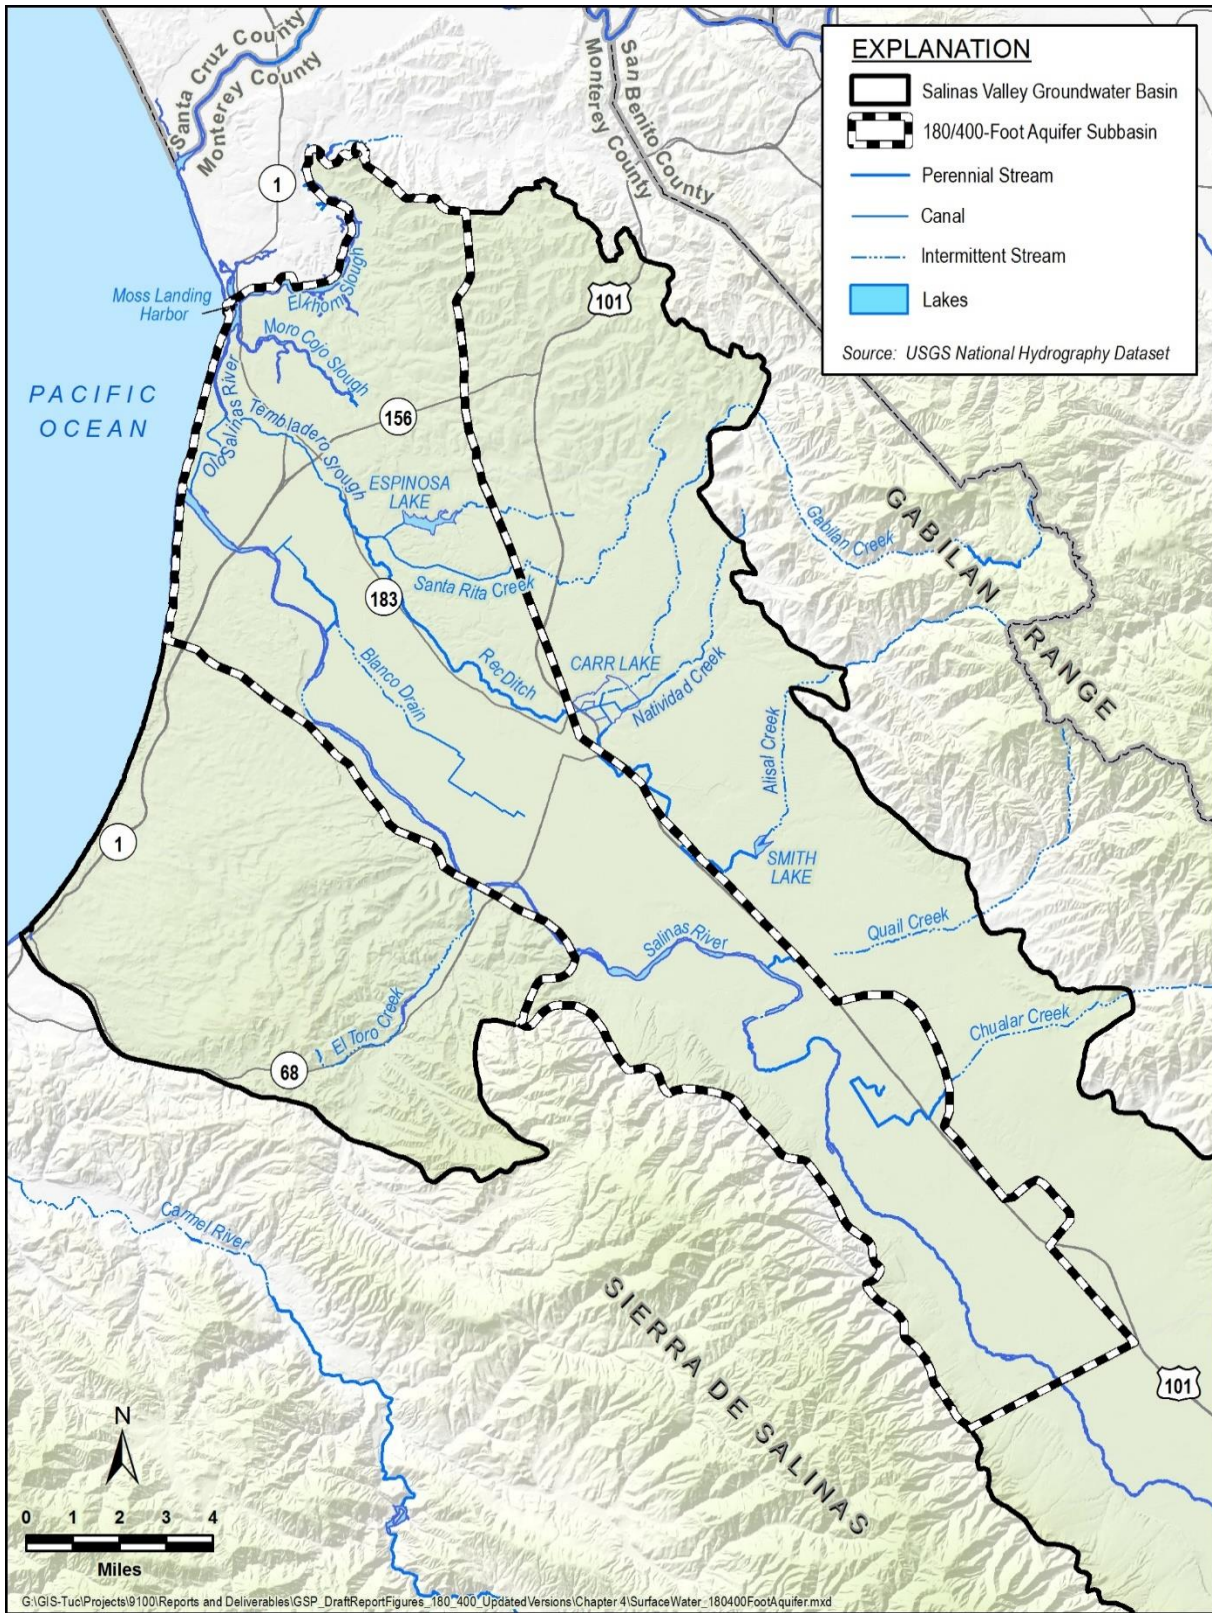 Santa Cruz County
Monterey County
San Benito County
Monterey County
EXPLANATION
Salinas Valley Groundwater Basin
180/400-Foot Aquifer Subbasin
Perennial Stream
Canal
Intermittent Stream
Lakes
Source: USGS National Hydrography Dataset
1
Moss Landing
Harbor
Elkhorn Slough
101
Moro Cojo Slough
PACIFIC
OCEAN
Old Salinas River
Tembladero Slough
156
ESPINOSA
LAKE
Gabilan Creek
GABILAN
RANGE
Santa Rita Creek
183
Blanco Drain
Rec Ditch
CARR LAKE
Natividad Creek
Alisal Creek
1
SMITH
LAKE
Quail Creek
Salinas River
El Toro Creek
68
Chualar Creek
Carmel River
SIERRA DE SALINAS
101
N
0 1 2 3 4
Miles
G:\GIS-Tuc\Projects\9100\Reports and Deliverables\GSP_DraftReportFigures_180_400_UpdatedVersions\Chapter 4\SurfaceWater_180400FootAquifer.mxd